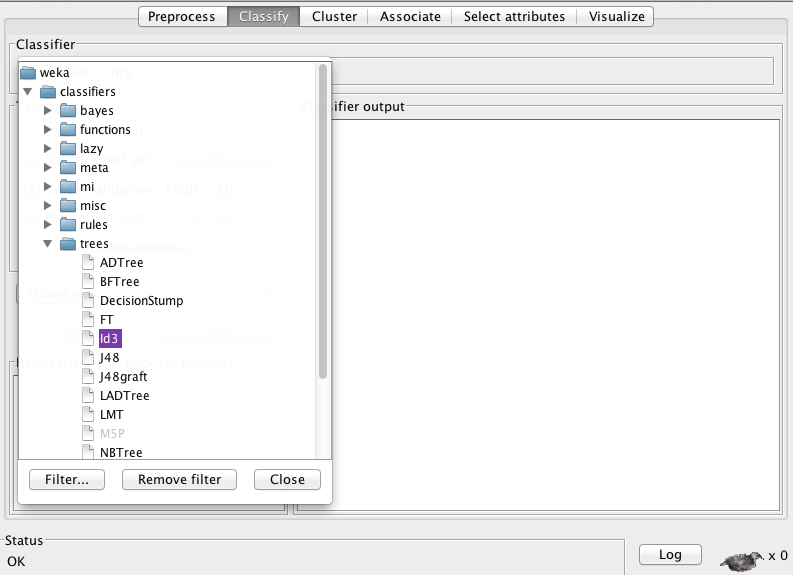 Preprocess Classify Cluster Associate Select attributes Visualize
Classifier
weka
classifiers
bayes
functions
lazy
meta
mi
misc
rules
trees
ADTree
BFTree
DecisionStump
FT
Id3
J48
J48graft
LADTree
LMT
M5P
NBTree
Filter... Remove filter Close
Classifier output
Status
OK
Log
x 0